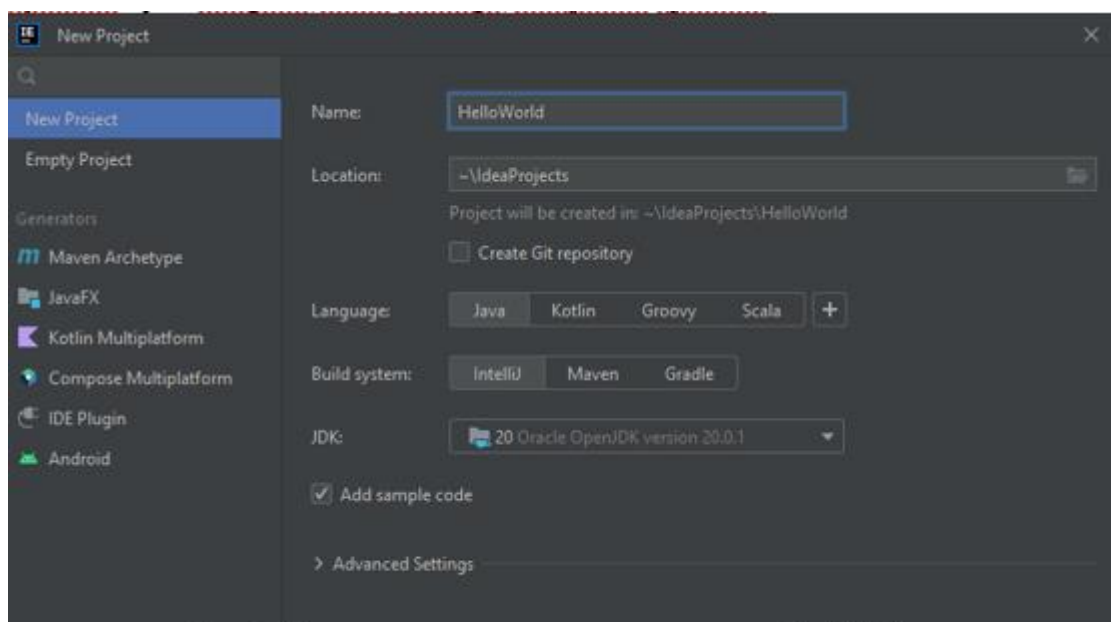 New Project
New Project
Empty Project
Generators
Maven Archetype
JavaFX
Kotlin Multiplatform
Compose Multiplatform
IDE Plugin
Android
Name: HelloWorld
Location: ~\IdeaProjects
Project will be created in: ~\IdeaProjects\HelloWorld
Create Git repository
Language: Java Kotlin Groovy Scala +
Build system: IntelliJ Maven Gradle
JDK: 20 Oracle OpenJDK version 20.0.1
Add sample code
Advanced Settings